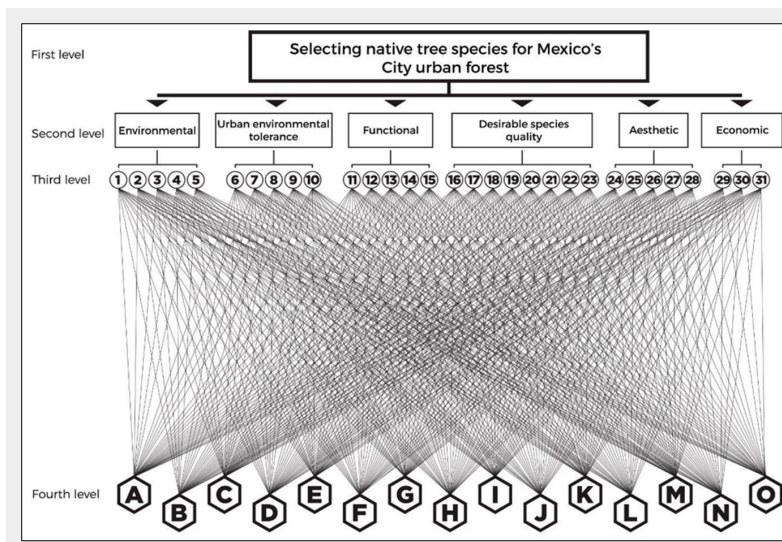 First level
Selecting native tree species for Mexico's
City urban forest
Second level
Environmental
Urban environmental
tolerance
Functional
Desirable species
quality
Aesthetic
Economic
Third level
1 2 3 4 5 6 7 8 9 10 11 12 13 14 15 16 17 18 19 20 21 22 23 24 25 26 27 28 29 30 31
Fourth level
A B C D E F G H I J K L M N O